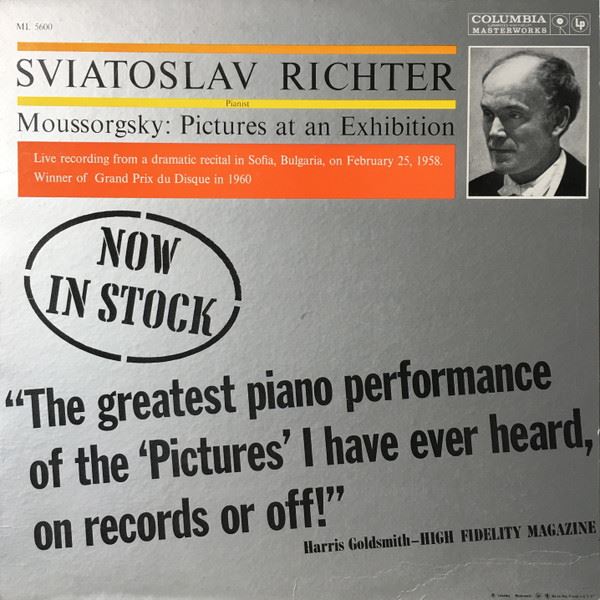 ML 5600
COLUMBIA
MASTERWORKS
Lp
SVIATOSLAV RICHTER
Pianist
Moussorgsky: Pictures at an Exhibition
Live recording from a dramatic recital in Sofia, Bulgaria, on February 25, 1958.
Winner of Grand Prix du Disque in 1960
NOW
IN STOCK
“The greatest piano performance
of the ‘Pictures’ I have ever heard,
on records or off!”
Harris Goldsmith–HIGH FIDELITY MAGAZINE